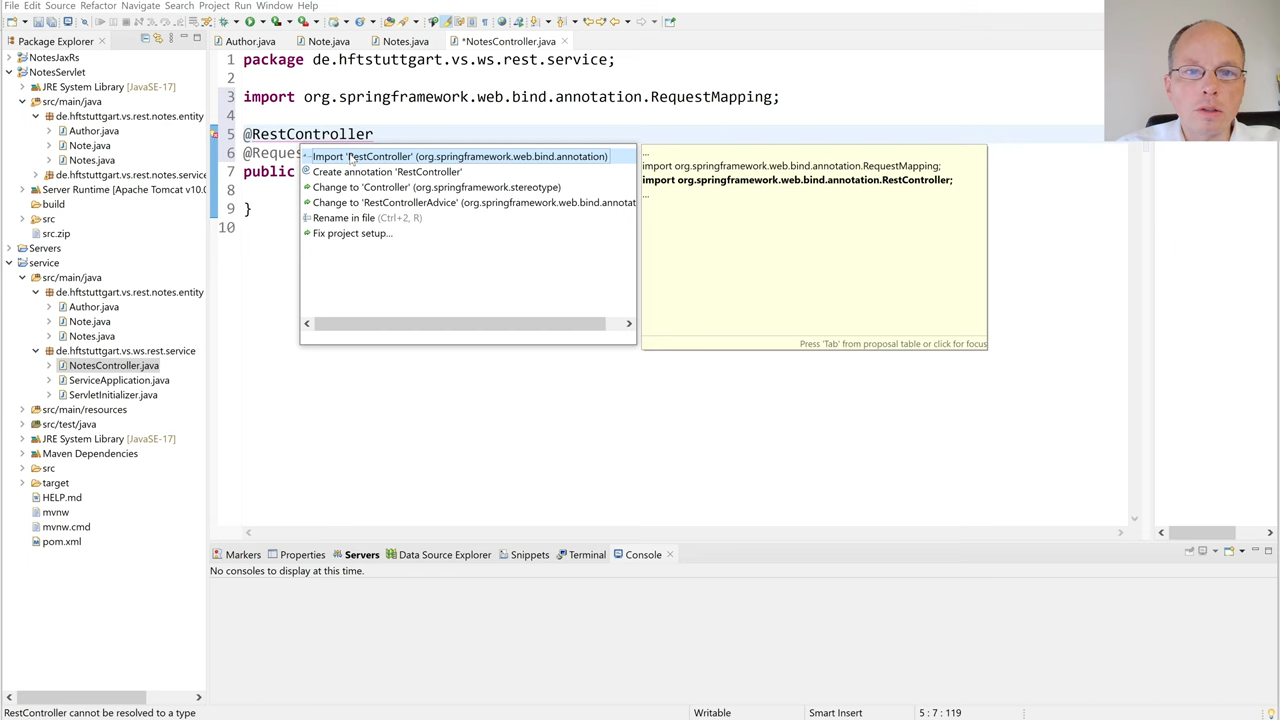 File Edit Source Refactor Navigate Search Project Run Window Help
Package Explorer
NotesJaxRs
NotesServlet
JRE System Library [JavaSE-17]
src/main/java
de.hftstuttgart.vs.rest.notes.entity
Author.java
Note.java
Notes.java
de.hftstuttgart.vs.rest.notes.service
Server Runtime [Apache Tomcat v10.0
build
src
src.zip
Servers
service
src/main/java
de.hftstuttgart.vs.rest.notes.entity
Author.java
Note.java
Notes.java
de.hftstuttgart.vs.ws.rest.service
NotesController.java
ServiceApplication.java
ServletInitializer.java
src/main/resources
src/test/java
JRE System Library [JavaSE-17]
Maven Dependencies
src
target
HELP.md
mvnw
mvnw.cmd
pom.xml
Author.java Note.java Notes.java *NotesController.java
1 package de.hftstuttgart.vs.ws.rest.service;
2
3 import org.springframework.web.bind.annotation.RequestMapping;
4
5 @RestController
6 @Reque
7 public
8
9 }
10
Import 'RestController' (org.springframework.web.bind.annotation)
Create annotation 'RestController'
Change to 'Controller' (org.springframework.stereotype)
Change to 'RestControllerAdvice' (org.springframework.web.bind.annotat
Rename in file (Ctrl+2, R)
Fix project setup...
...
import org.springframework.web.bind.annotation.RequestMapping;
import org.springframework.web.bind.annotation.RestController;
...
Press 'Tab' from proposal table or click for focus
Markers Properties Servers Data Source Explorer Snippets Terminal Console
No consoles to display at this time.
RestController cannot be resolved to a type Writable Smart Insert 5 : 7 : 119